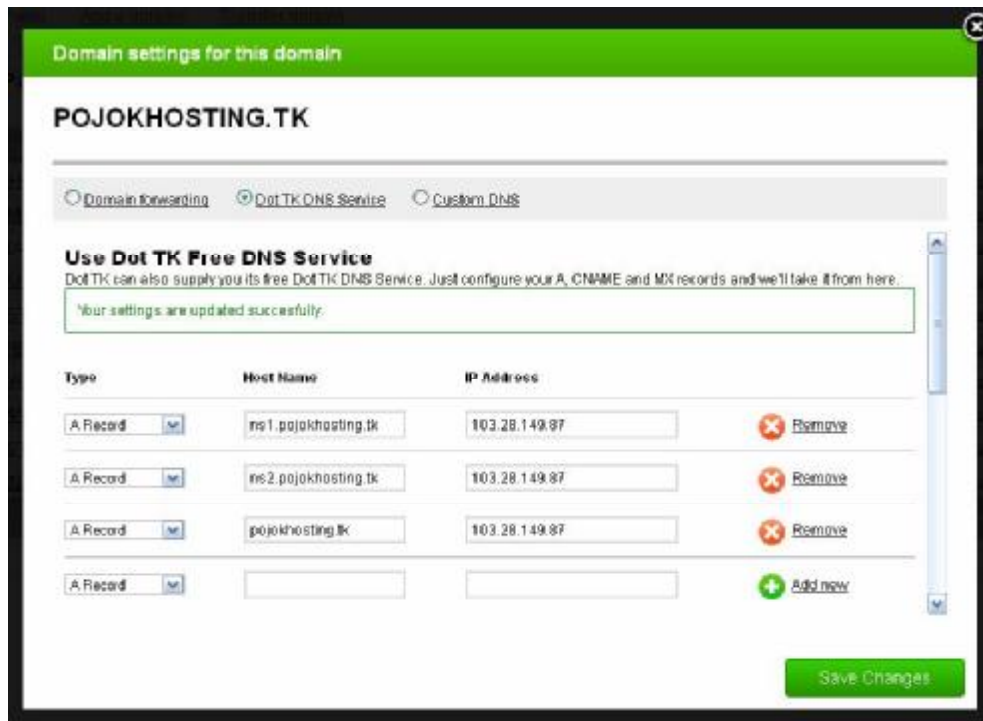 Domain settings for this domain
POJOKHOSTING.TK
Domain forwarding Dot TK DNS Service Custom DNS
Use Dot TK Free DNS Service
Dot TK can also supply you its free Dot TK DNS Service. Just configure your A, CNAME and MX records and we'll take it from here.
Your settings are updated succesfully.
Type Host Name IP Address
A Record ns1.pojokhosting.tk 103.28.149.87 Remove
A Record ns2.pojokhosting.tk 103.28.149.87 Remove
A Record pojokhosting.tk 103.28.149.87 Remove
A Record Add new
Save Changes